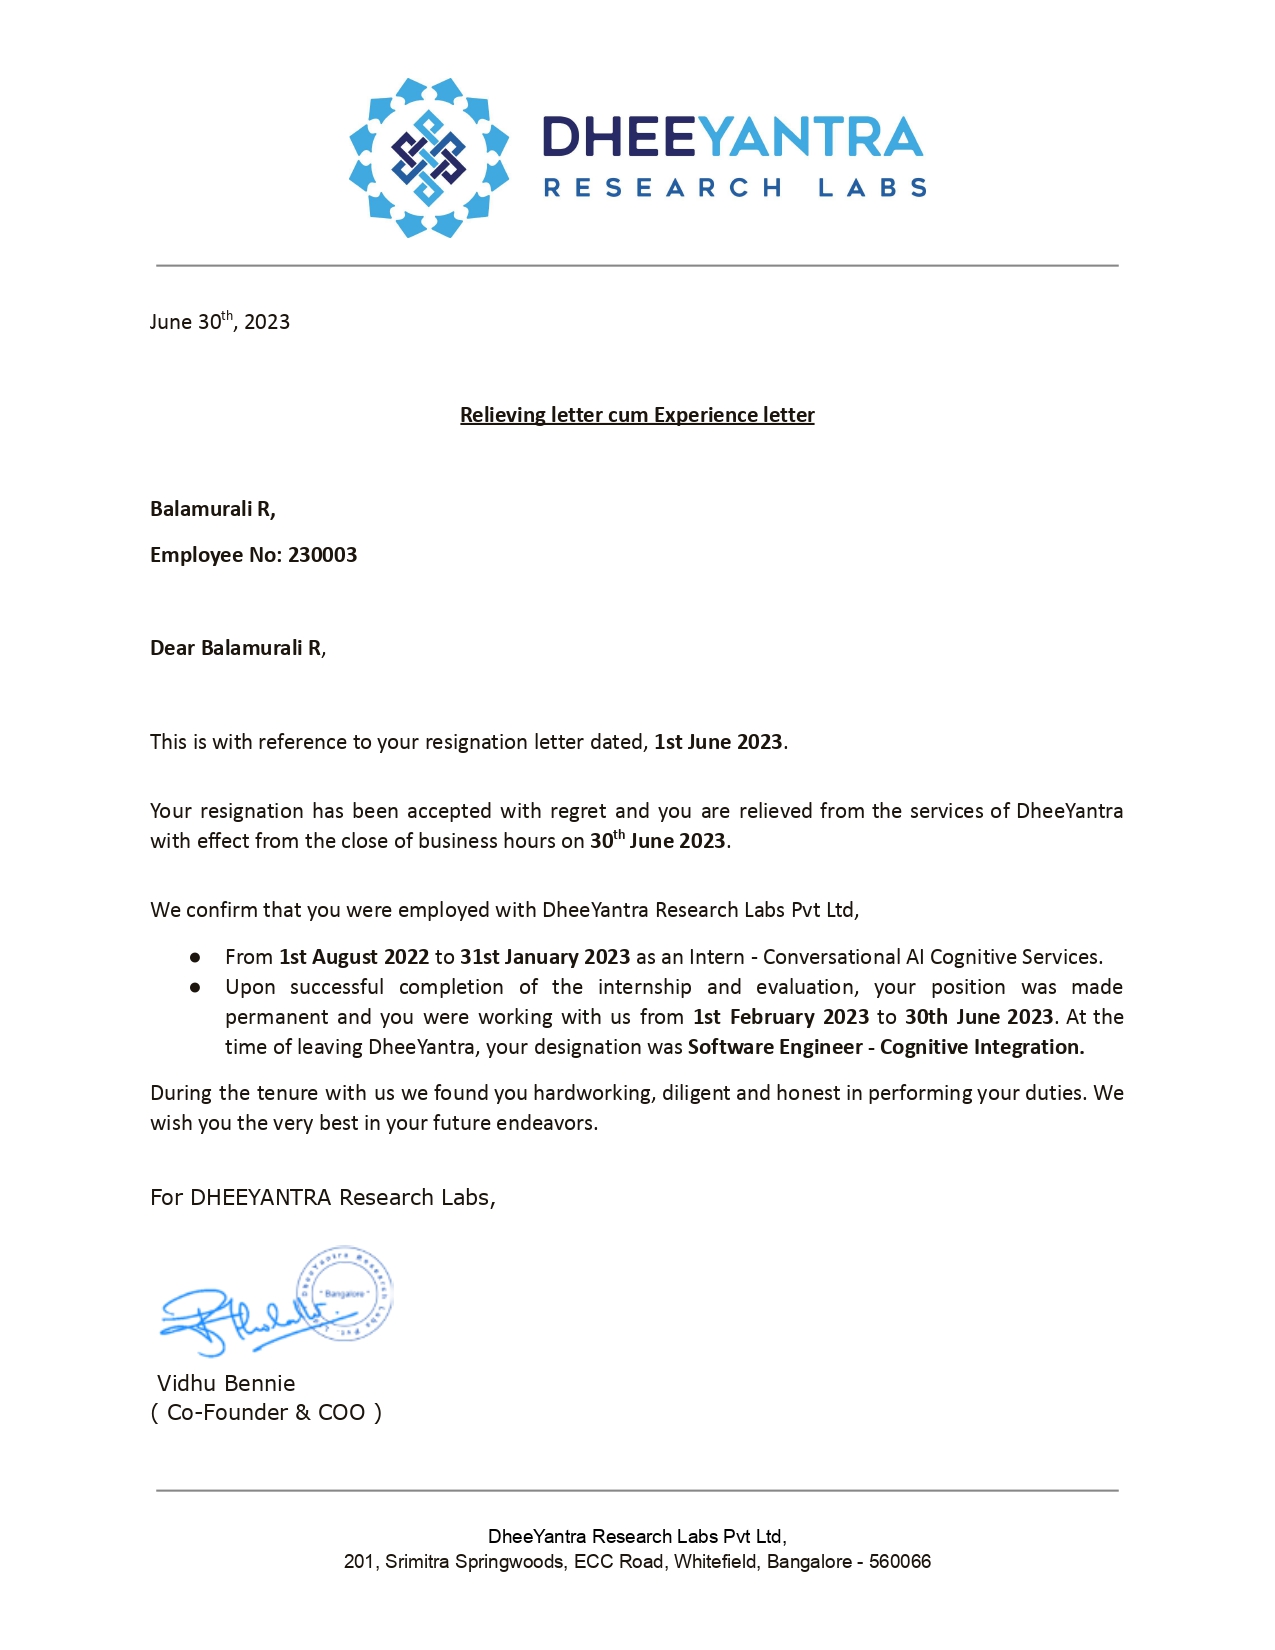 DHEEYANTRA
RESEARCH LABS
June 30th, 2023
Relieving letter cum Experience letter
Balamurali R,
Employee No: 230003
Dear Balamurali R,
This is with reference to your resignation letter dated, 1st June 2023.
Your resignation has been accepted with regret and you are relieved from the services of DheeYantra
with effect from the close of business hours on 30th June 2023.
We confirm that you were employed with DheeYantra Research Labs Pvt Ltd,
● From 1st August 2022 to 31st January 2023 as an Intern - Conversational AI Cognitive Services.
● Upon successful completion of the internship and evaluation, your position was made
permanent and you were working with us from 1st February 2023 to 30th June 2023. At the
time of leaving DheeYantra, your designation was Software Engineer - Cognitive Integration.
During the tenure with us we found you hardworking, diligent and honest in performing your duties. We
wish you the very best in your future endeavors.
For DHEEYANTRA Research Labs,
DheeYantra Research Labs Pvt.
* Bangalore *
Vidhu Bennie
( Co-Founder & COO )
DheeYantra Research Labs Pvt Ltd,
201, Srimitra Springwoods, ECC Road, Whitefield, Bangalore - 560066